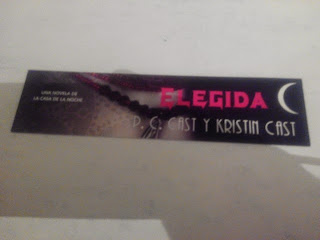 UNA NOVELA DE
LA CASA DE LA NOCHE
ELEGIDA
P. C. CAST Y KRISTIN CAST